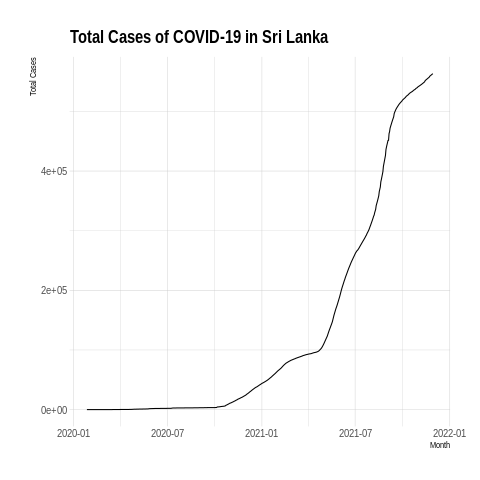 Total Cases of COVID-19 in Sri Lanka
Total Cases
4e+05
2e+05
0e+00
2020-01 2020-07 2021-01 2021-07 2022-01
Month